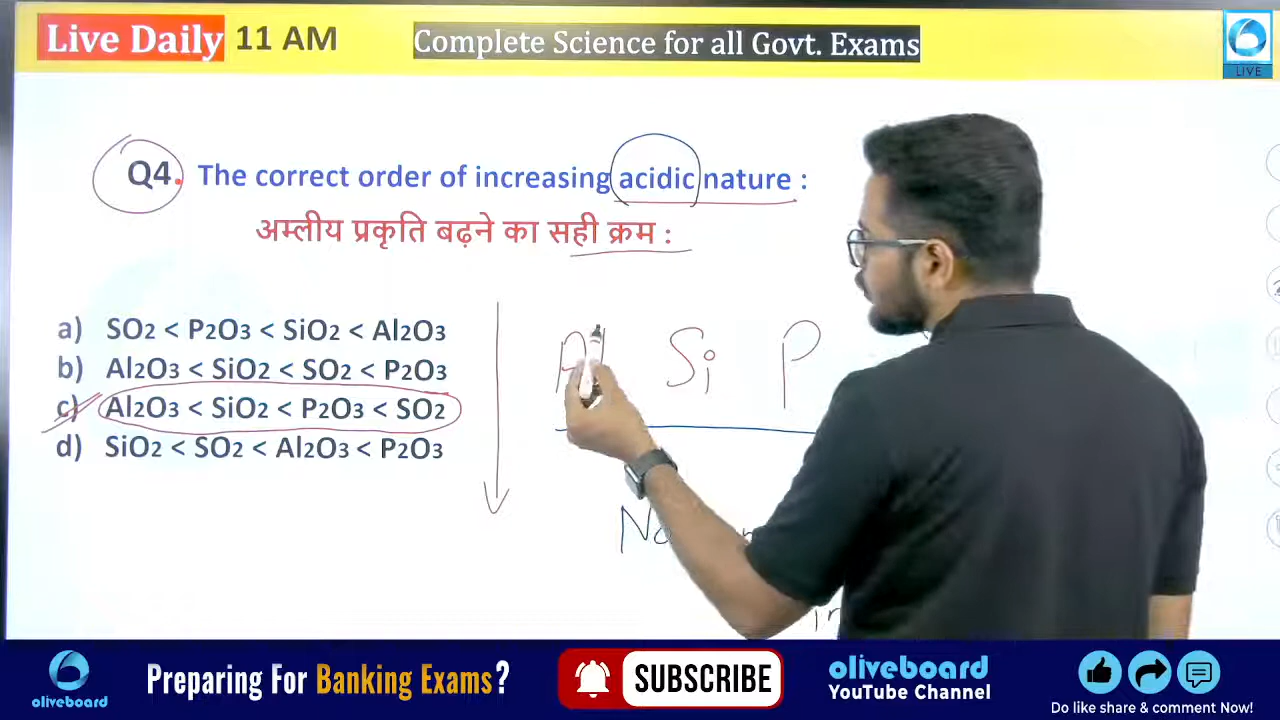 Live Daily 11 AM
Complete Science for all Govt. Exams
LIVE
Q4. The correct order of increasing acidic nature :
अम्लीय प्रकृति बढ़ने का सही क्रम :
a) SO2 < P2O3 < SiO2 < Al2O3
b) Al2O3 < SiO2 < SO2 < P2O3
c) Al2O3 < SiO2 < P2O3 < SO2
d) SiO2 < SO2 < Al2O3 < P2O3
Al Si P
oliveboard
Preparing For Banking Exams?
SUBSCRIBE
oliveboard
YouTube Channel
Do like share & comment Now!